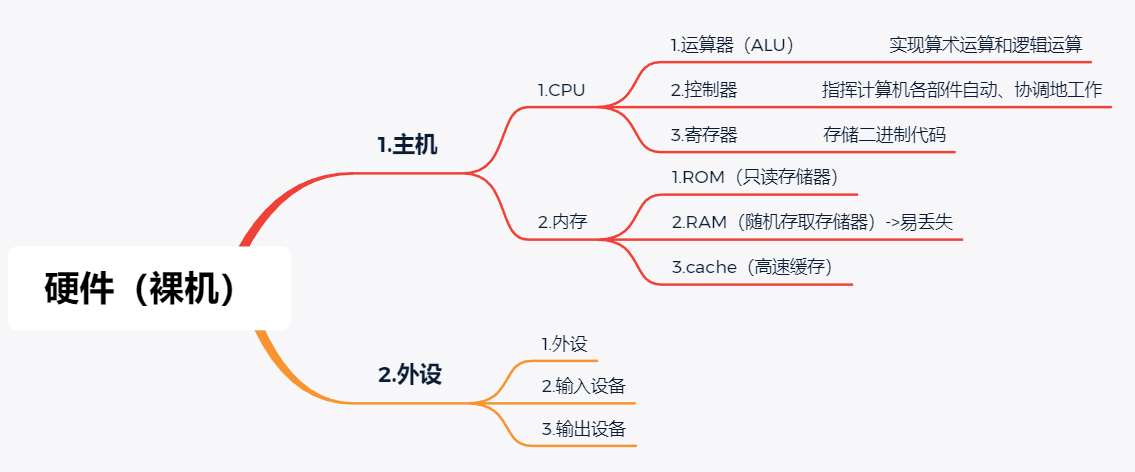 硬件（裸机）
1.主机
1.CPU
1.运算器（ALU） 实现算术运算和逻辑运算
2.控制器 指挥计算机各部件自动、协调地工作
3.寄存器 存储二进制代码
2.内存
1.ROM（只读存储器）
2.RAM（随机存取存储器）->易丢失
3.cache（高速缓存）
2.外设
1.外设
2.输入设备
3.输出设备